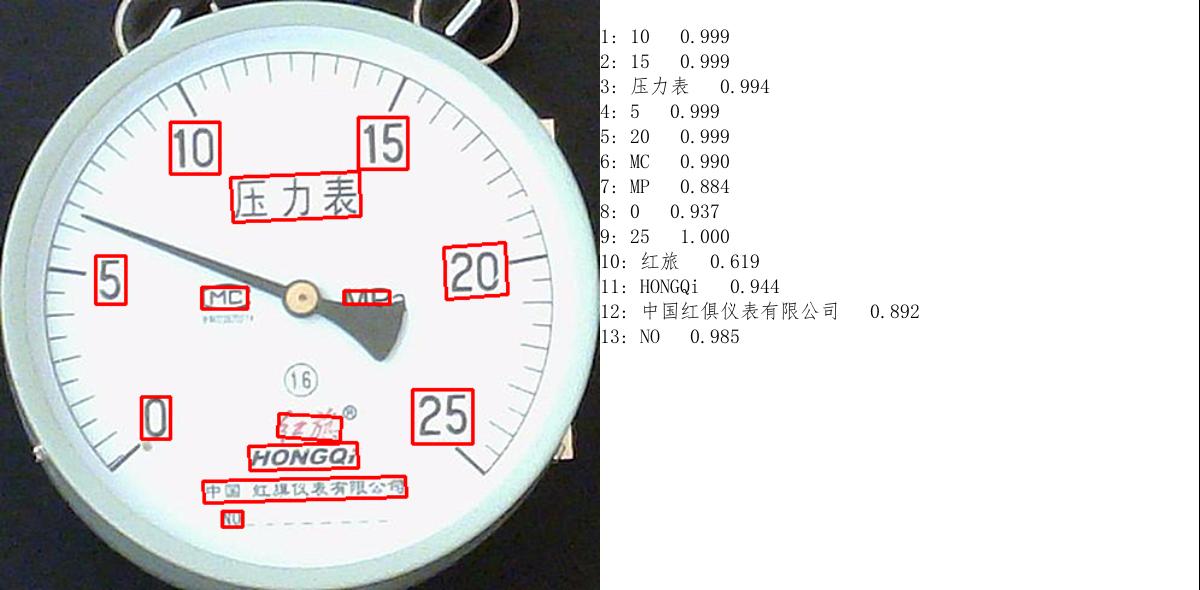 10
15
压力表
5
20
MC
MPa
0
25
16
红旗®
HONGQi
中国 红旗仪表有限公司
NO
1: 10 0.999
2: 15 0.999
3: 压力表 0.994
4: 5 0.999
5: 20 0.999
6: MC 0.990
7: MP 0.884
8: 0 0.937
9: 25 1.000
10: 红旅 0.619
11: HONGQi 0.944
12: 中国红俱仪表有限公司 0.892
13: NO 0.985